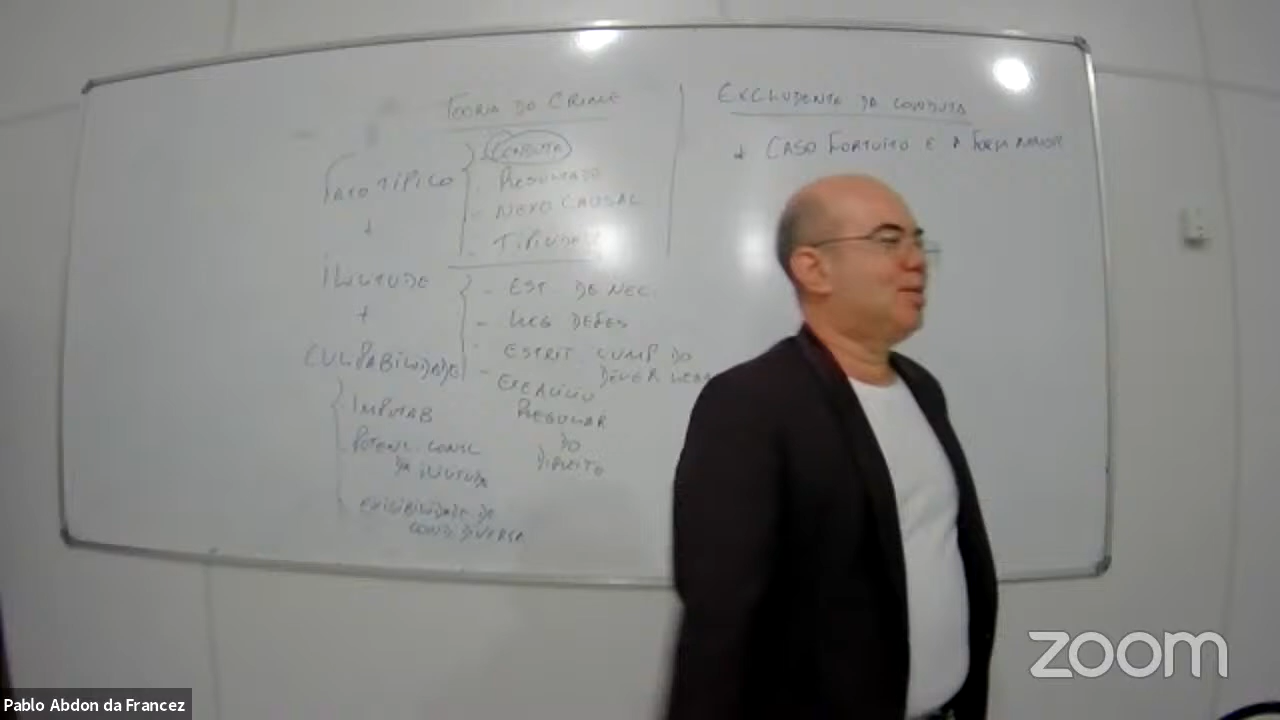 TEORIA DO CRIME
FATO TÍPICO
CONDUTA
- RESULTADO
- NEXO CAUSAL
- TIPICIDADE
ILICITUDE
+
- EST. DE NEC.
- LEG DEFES
- ESTRIT. CUMP DO
DEVER LEGAL
- EXERCÍCIO
REGULAR
DO
DIREITO
CULPABILIDADE
IMPUTAB
POTENC. CONSC
DA ILICITUDE
EXIGIBILIDADE DE
COND. DIVERSA
EXCLUDENTE DA CONDUTA
CASO FORTUITO E A FORÇA MAIOR
Pablo Abdon da Francez
zoom